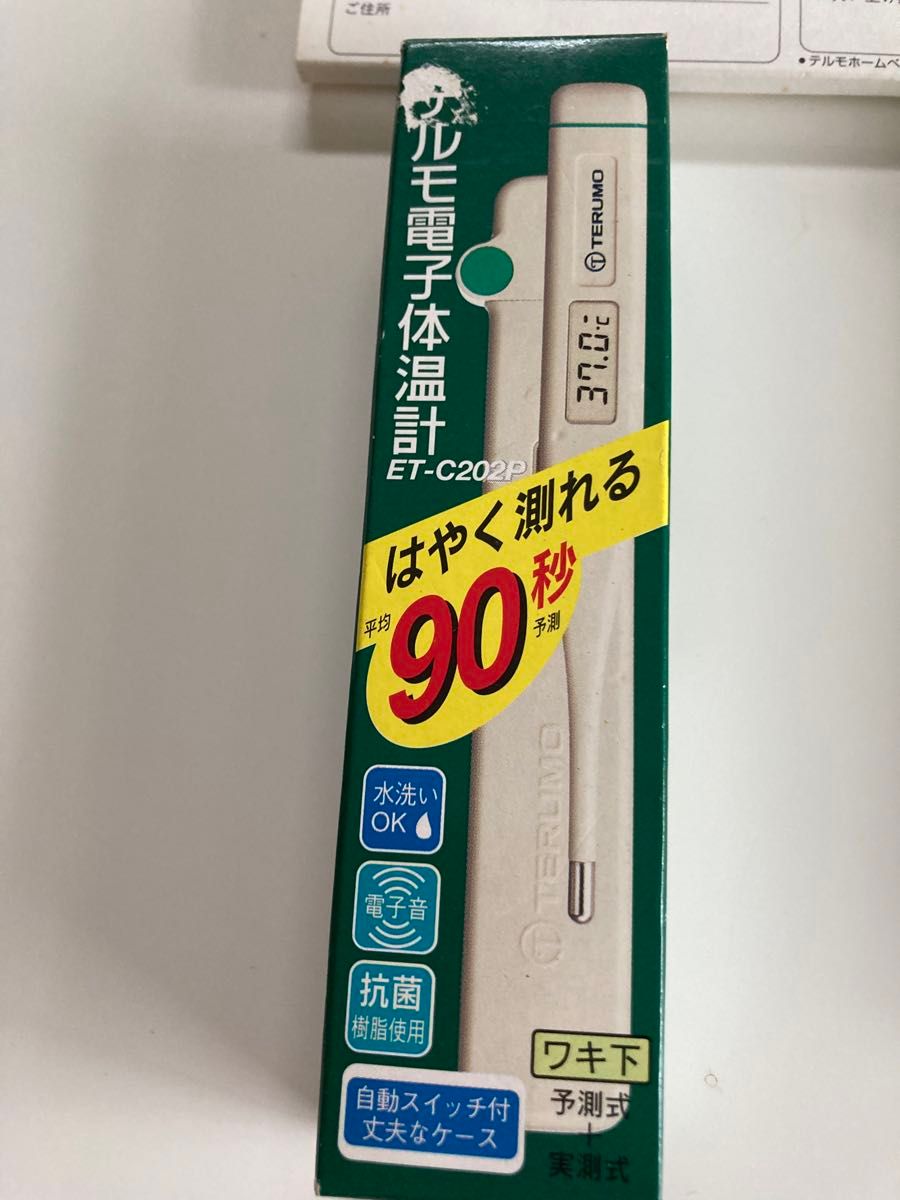 ご住所
•テルモホームペ
テルモ電子体温計
ET-C202P
TERUMO
37.0℃
はやく測れる
平均
90秒
予測
水洗い
OK
電子音
抗菌
樹脂使用
TERUMO
自動スイッチ付
丈夫なケース
ワキ下
予測式
+
実測式